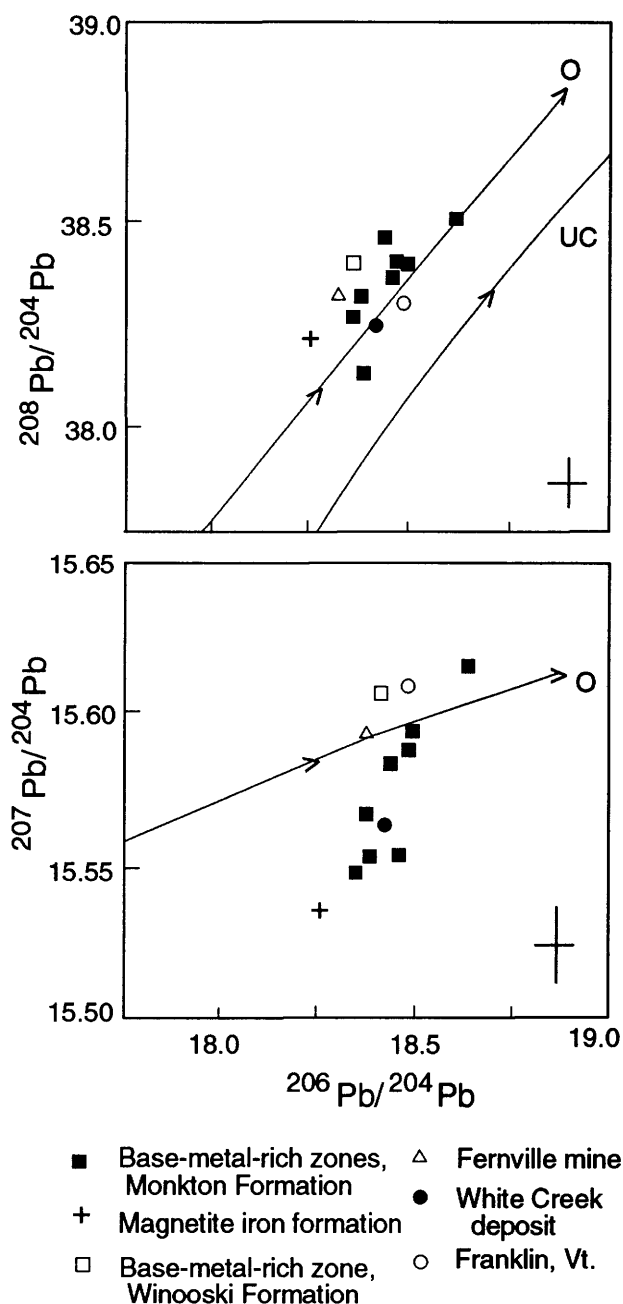 39.0
O
38.5
UC
208Pb/204Pb
38.0
15.65
15.60
O
207Pb/204Pb
15.55
15.50
18.0 18.5 19.0
206Pb/204Pb
Base-metal-rich zones,
Monkton Formation
Magnetite iron formation
Base-metal-rich zone,
Winooski Formation
Fernville mine
White Creek
deposit
Franklin, Vt.